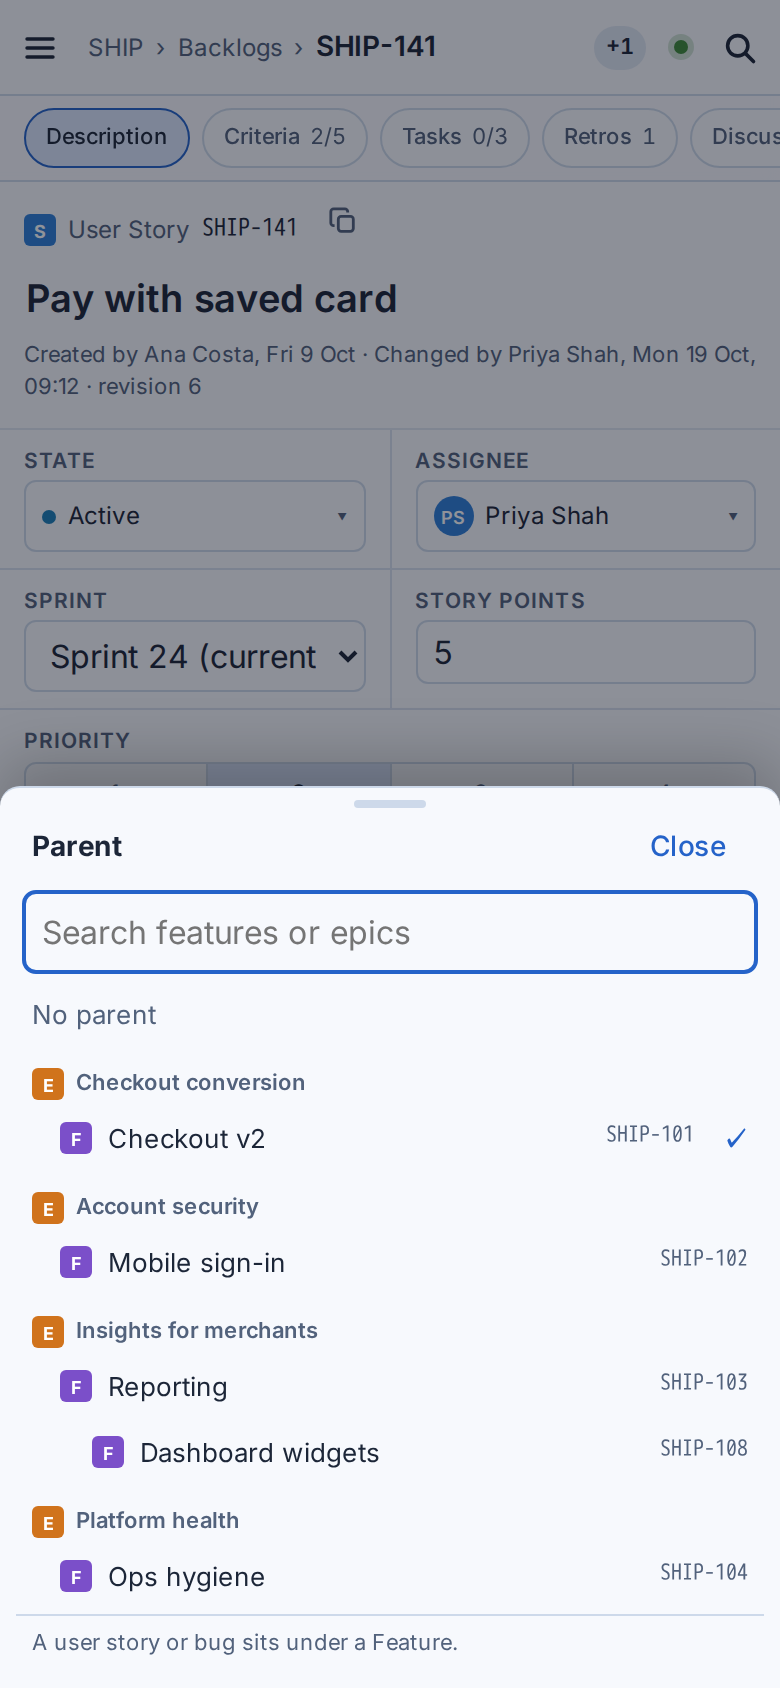 SHIP › Backlogs › SHIP-141 +1
Description Criteria 2/5 Tasks 0/3 Retros 1 Discus
S User Story SHIP-141
Pay with saved card
Created by Ana Costa, Fri 9 Oct · Changed by Priya Shah, Mon 19 Oct,
09:12 · revision 6
STATE ASSIGNEE
Active PS Priya Shah
SPRINT STORY POINTS
Sprint 24 (current 5
PRIORITY
Parent Close
Search features or epics
No parent
E Checkout conversion
F Checkout v2 SHIP-101 ✓
E Account security
F Mobile sign-in SHIP-102
E Insights for merchants
F Reporting SHIP-103
F Dashboard widgets SHIP-108
E Platform health
F Ops hygiene SHIP-104
A user story or bug sits under a Feature.